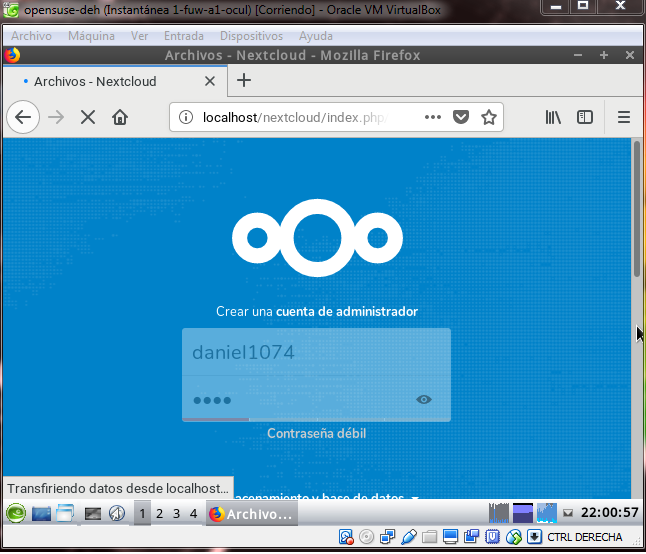 opensuse-deh (Instantánea 1-fuw-a1-ocul) [Corriendo] - Oracle VM VirtualBox
Archivo Máquina Ver Entrada Dispositivos Ayuda
Archivos - Nextcloud - Mozilla Firefox
Archivos - Nextcloud
localhost/nextcloud/index.php/
Crear una cuenta de administrador
daniel1074
Contraseña débil
acenamiento y base de datos
Transfiriendo datos desde localhost...
1 2 3 4 Archivo... 22:00:57
CTRL DERECHA